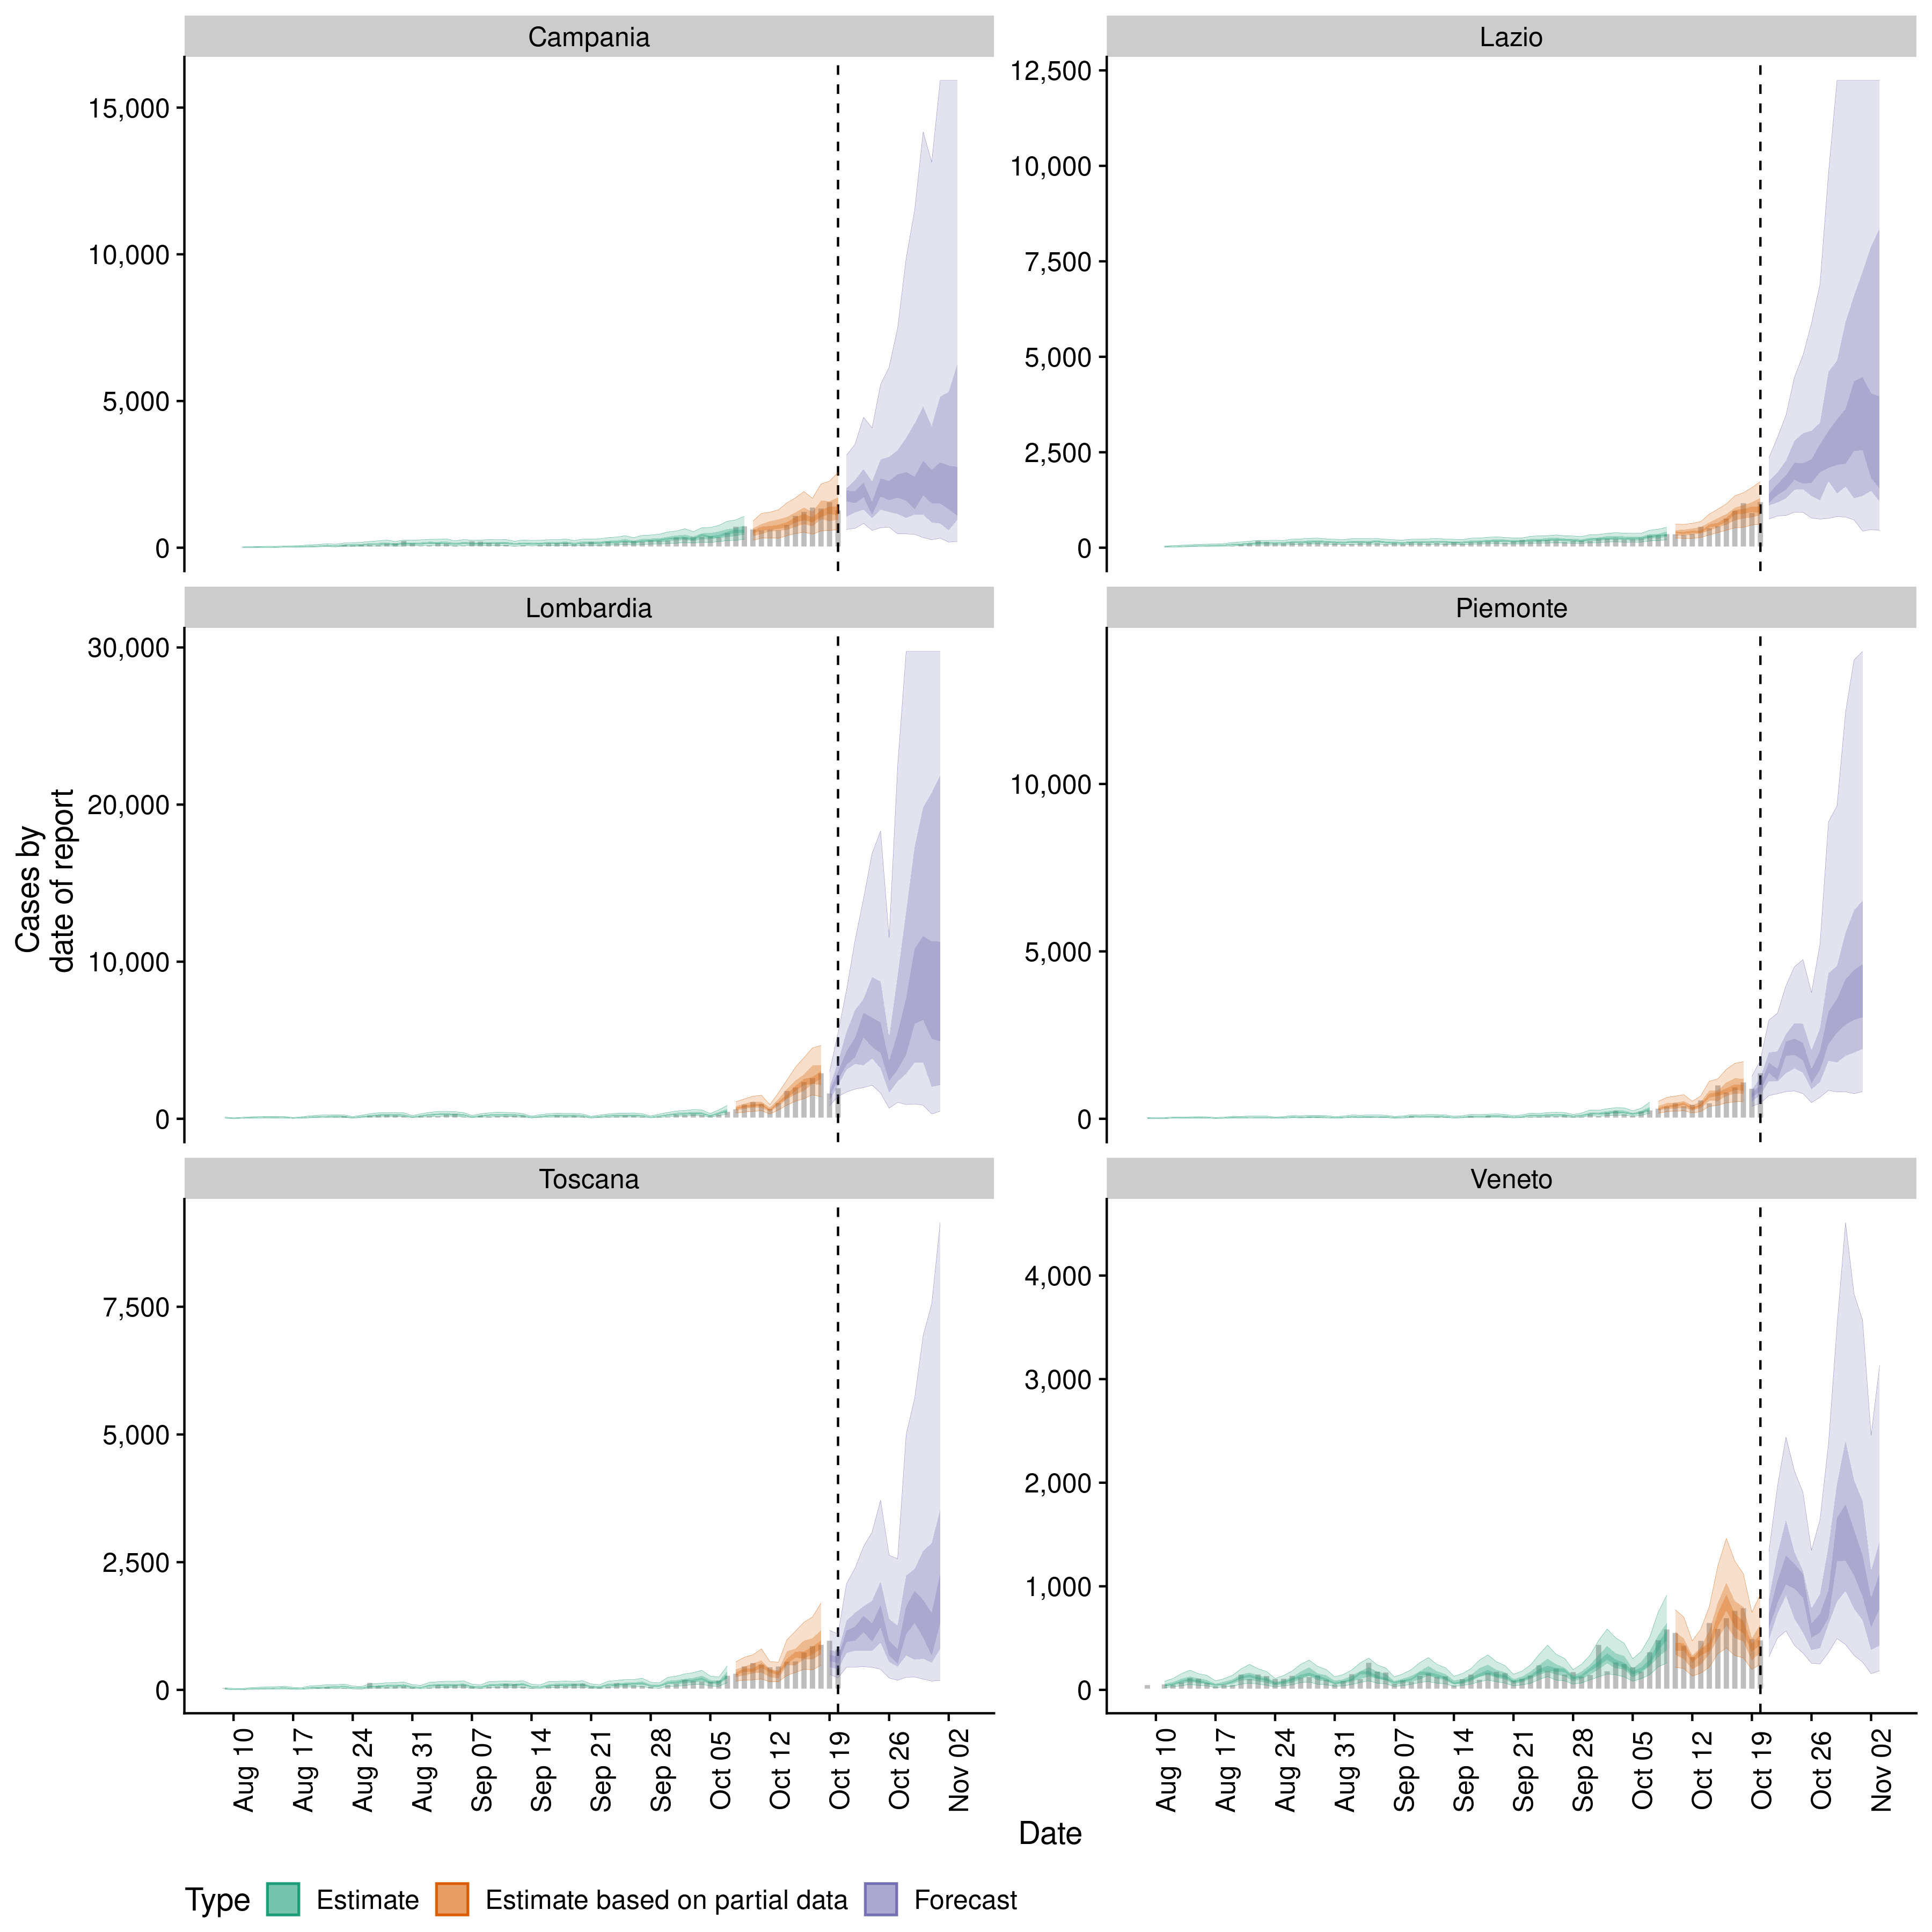 Campania
Lazio
15,000
10,000
5,000
0
12,500
10,000
7,500
5,000
2,500
0
Lombardia
Piemonte
30,000
20,000
10,000
0
10,000
5,000
0
Toscana
Veneto
7,500
5,000
2,500
0
4,000
3,000
2,000
1,000
0
Cases by
date of report
Aug 10
Aug 17
Aug 24
Aug 31
Sep 07
Sep 14
Sep 21
Sep 28
Oct 05
Oct 12
Oct 19
Oct 26
Nov 02
Aug 10
Aug 17
Aug 24
Aug 31
Sep 07
Sep 14
Sep 21
Sep 28
Oct 05
Oct 12
Oct 19
Oct 26
Nov 02
Date
Type Estimate Estimate based on partial data Forecast